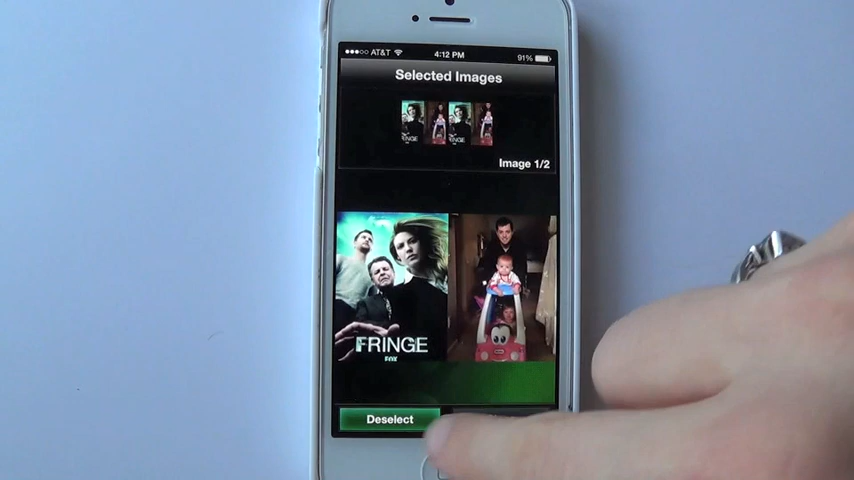 AT&T 4:12 PM 91%
Selected Images
Image 1/2
FRINGE
FOX
Deselect